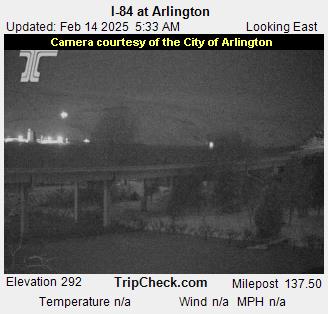 I-84 at Arlington
Updated: Feb 14 2025 5:33 AM Looking East
Camera courtesy of the City of Arlington
Elevation 292 TripCheck.com Milepost 137.50
Temperature n/a Wind n/a MPH n/a